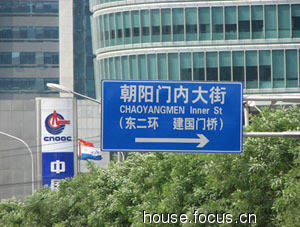 朝阳门内大街
CHAOYANGMEN Inner St
(东二环 建国门桥)
CNOOC
中
house.focus.cn